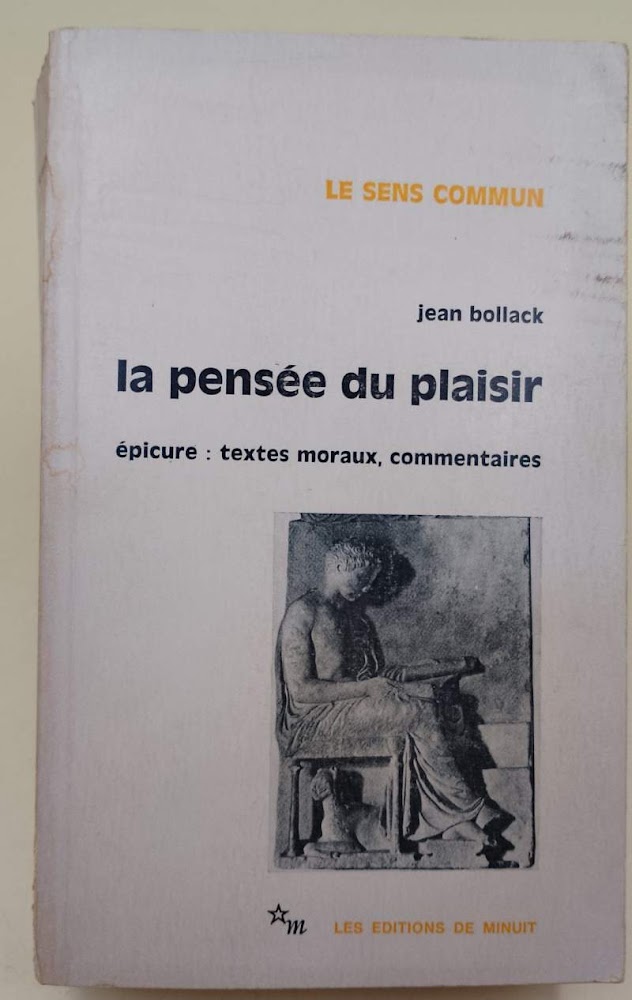 LE SENS COMMUN
jean bollack
la pensée du plaisir
épicure : textes moraux, commentaires
m LES EDITIONS DE MINUIT